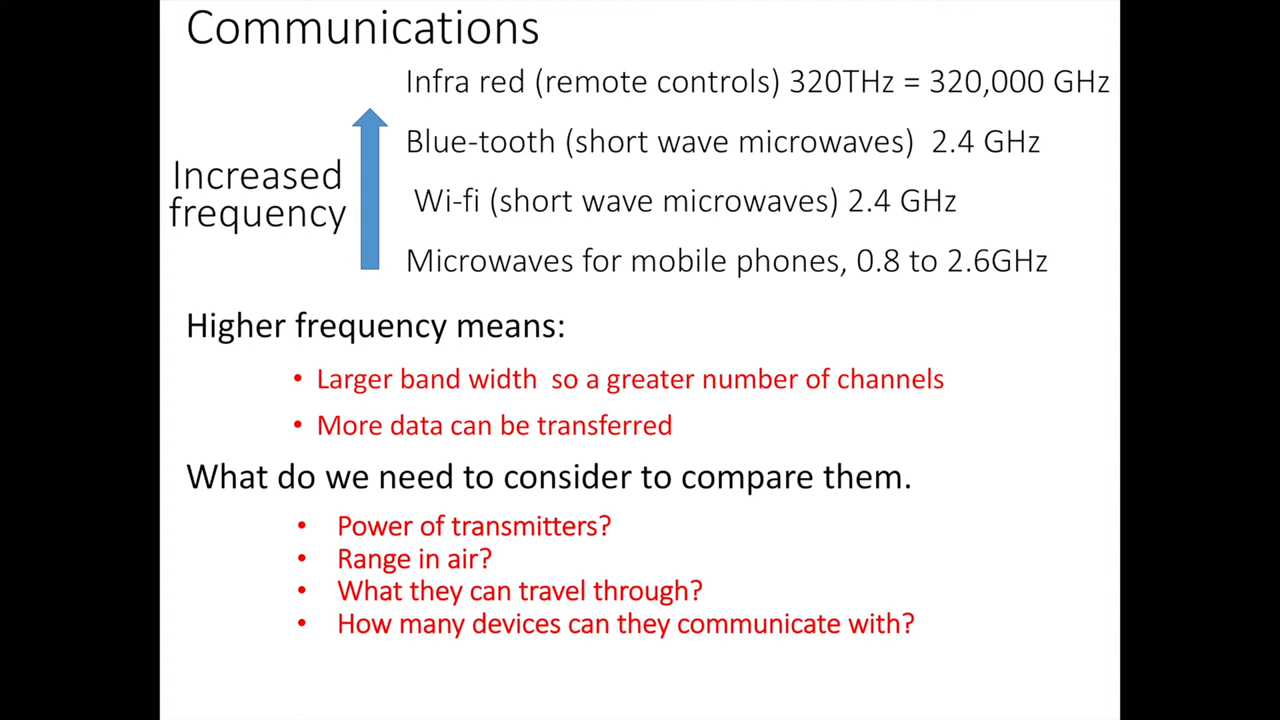 Communications
Infra red (remote controls) 320THz = 320,000 GHz
Blue-tooth (short wave microwaves) 2.4 GHz
Increased
frequency
Wi-fi (short wave microwaves) 2.4 GHz
Microwaves for mobile phones, 0.8 to 2.6GHz
Higher frequency means:
• Larger band width so a greater number of channels
• More data can be transferred
What do we need to consider to compare them.
• Power of transmitters?
• Range in air?
• What they can travel through?
• How many devices can they communicate with?